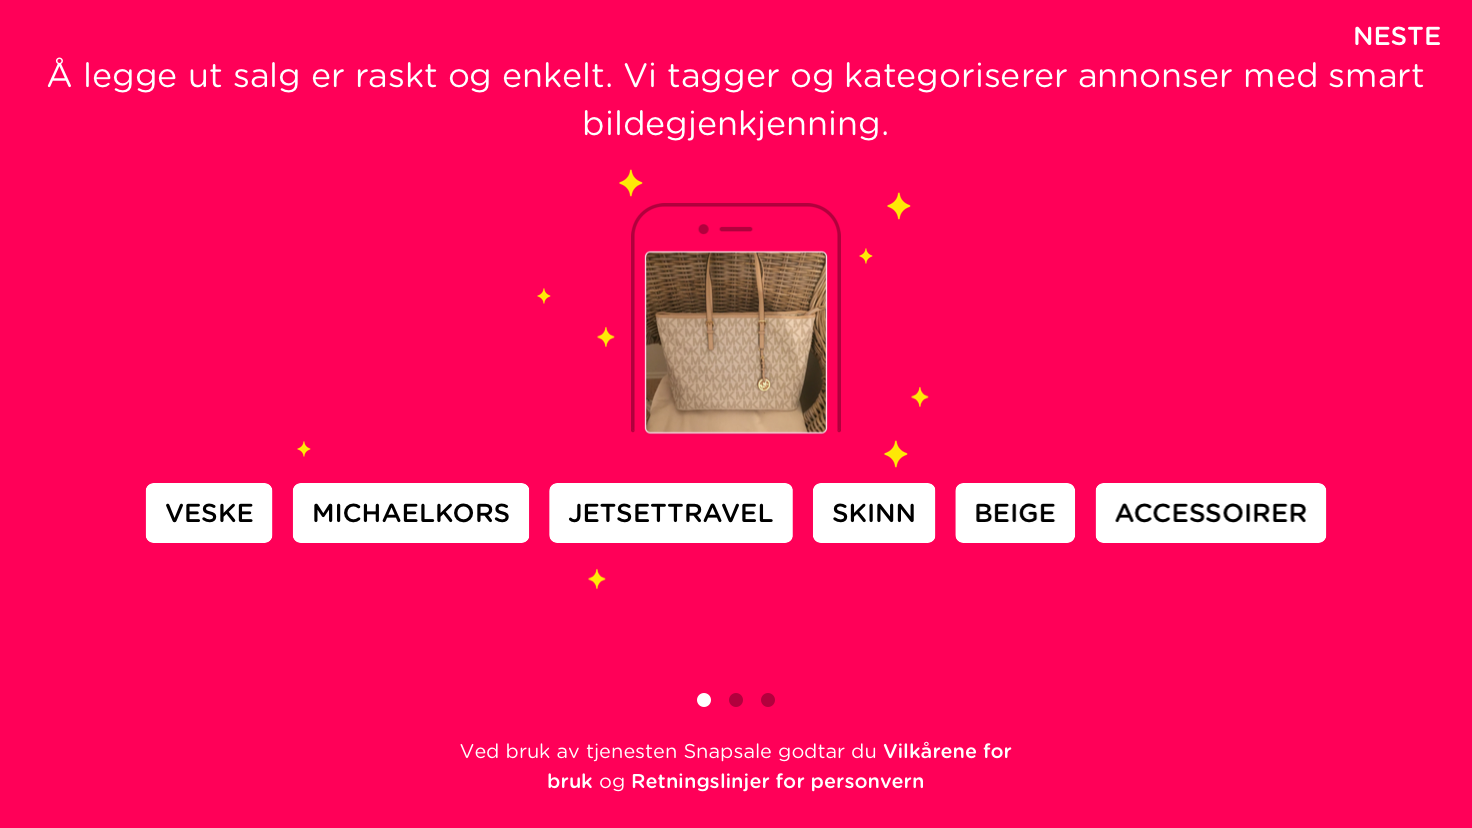 NESTE
Å legge ut salg er raskt og enkelt. Vi tagger og kategoriserer annonser med smart
bildegjenkjenning.
VESKE
MICHAELKORS
JETSETTRAVEL
SKINN
BEIGE
ACCESSOIRER
Ved bruk av tjenesten Snapsale godtar du Vilkårene for
bruk og Retningslinjer for personvern